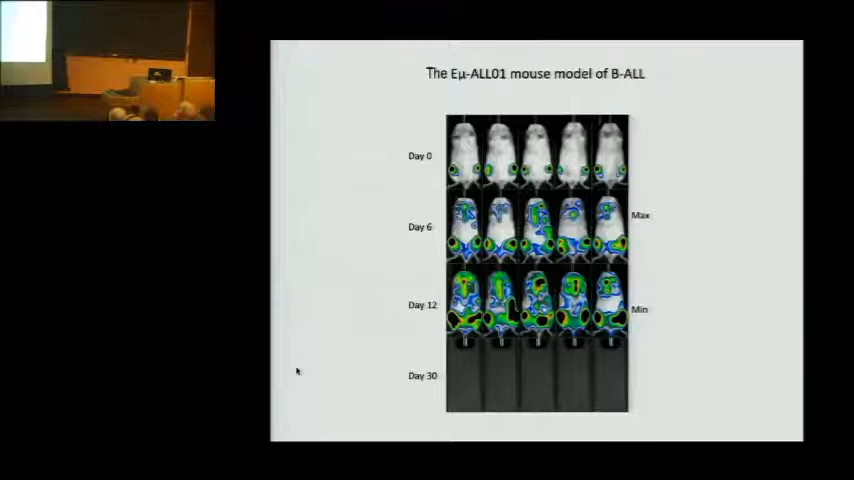 The Eμ-ALL01 mouse model of B-ALL
Day 0
Day 6
Max
Day 12
Min
Day 30